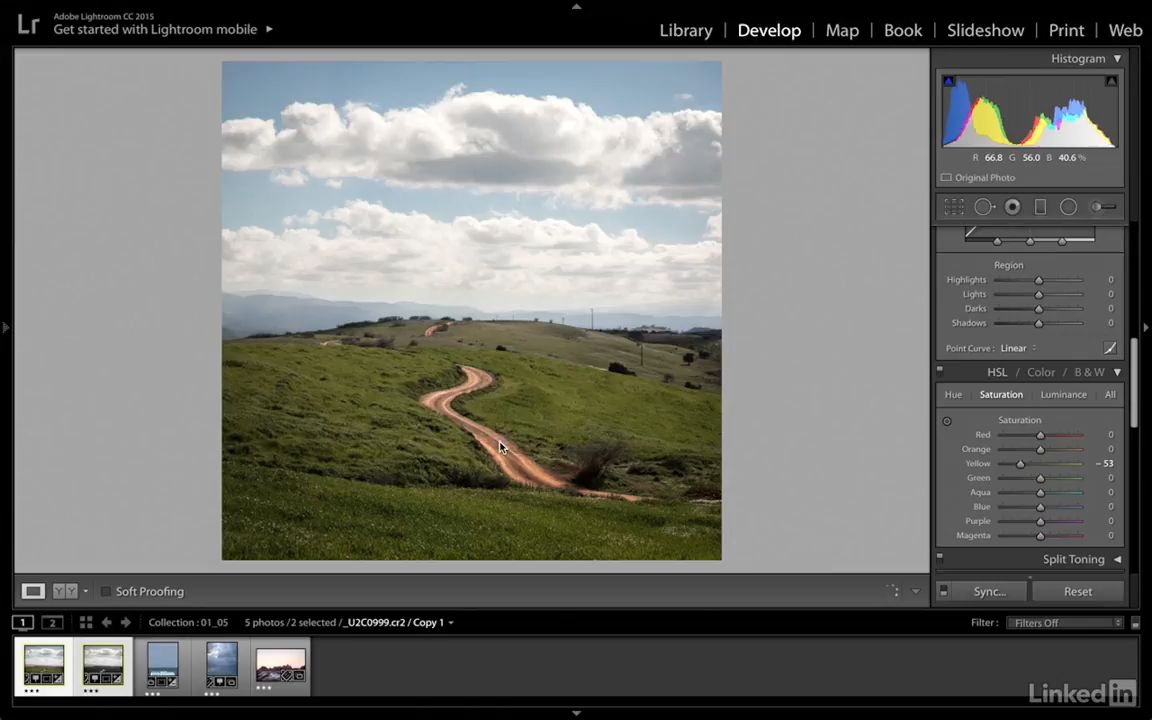 Lr
Adobe Lightroom CC 2015
Get started with Lightroom mobile
Library | Develop | Map | Book | Slideshow | Print | Web
Histogram
R 66.8 G 56.0 B 40.6 %
Original Photo
Region
Highlights 0
Lights 0
Darks 0
Shadows 0
Point Curve : Linear
HSL / Color / B & W
Hue Saturation Luminance All
Saturation
Red 0
Orange 0
Yellow − 53
Green 0
Aqua 0
Blue 0
Purple 0
Magenta 0
Split Toning
Sync... Reset
Y Y Soft Proofing
1 2 Collection : 01_05 5 photos / 2 selected / _U2C0999.cr2 / Copy 1 Filter : Filters Off
LinkedIn